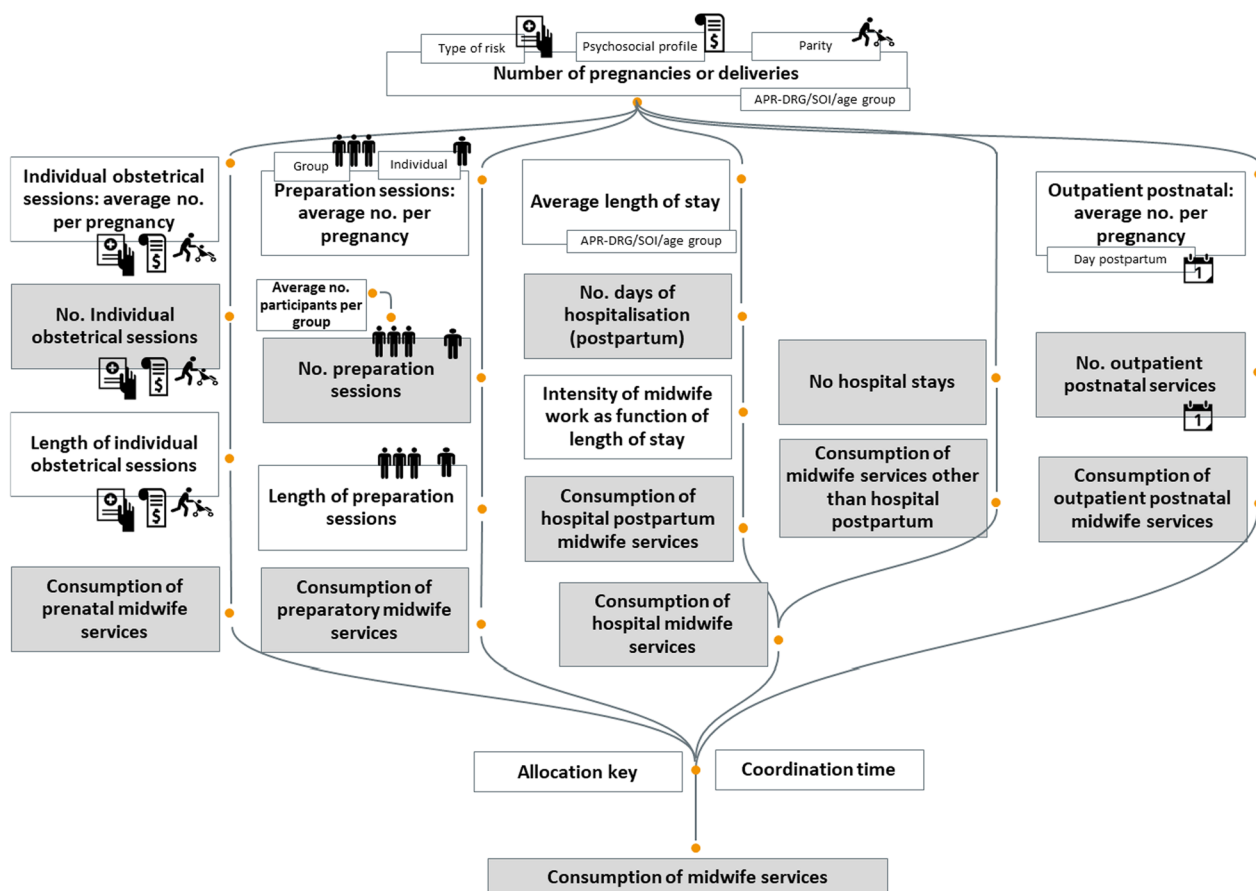 Type of risk
Psychosocial profile
Parity
Number of pregnancies or deliveries
APR-DRG/SOI/age group
Individual obstetrical
sessions: average no.
per pregnancy
No. Individual
obstetrical sessions
Length of individual
obstetrical sessions
Consumption of
prenatal midwife
services
Group
Individual
Preparation sessions:
average no. per
pregnancy
Average no.
participants per
group
No. preparation
sessions
Length of preparation
sessions
Consumption of
preparatory midwife
services
Average length of stay
APR-DRG/SOI/age group
No. days of
hospitalisation
(postpartum)
Intensity of midwife
work as function of
length of stay
Consumption of
hospital postpartum
midwife services
Consumption of
hospital midwife
services
No hospital stays
Consumption of
midwife services other
than hospital
postpartum
Outpatient postnatal:
average no. per
pregnancy
Day postpartum
1
No. outpatient
postnatal services
1
Consumption of
outpatient postnatal
midwife services
Allocation key
Coordination time
Consumption of midwife services